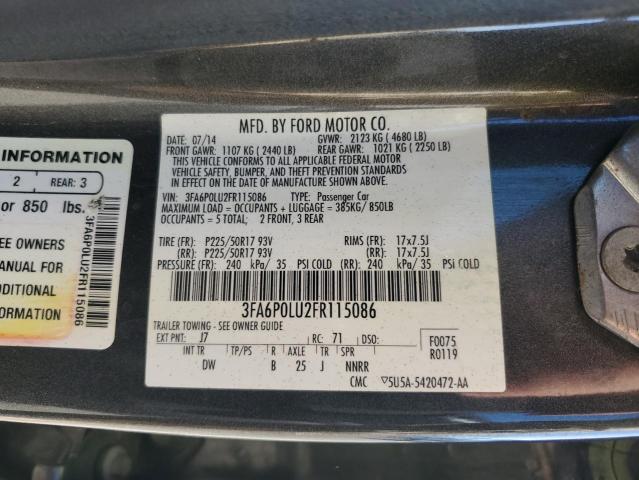 INFORMATION
2 REAR: 3
or 850 lbs.
SEE OWNERS
MANUAL FOR
ADDITIONAL
INFORMATION
3FA6P0LU2FR115086
MFD. BY FORD MOTOR CO.
DATE: 07/14 GVWR: 2123 KG (4680 LB)
FRONT GAWR: 1107 KG (2440 LB) REAR GAWR: 1021 KG (2250 LB)
THIS VEHICLE CONFORMS TO ALL APPLICABLE FEDERAL MOTOR
VEHICLE SAFETY, BUMPER, AND THEFT PREVENTION STANDARDS
IN EFFECT ON THE DATE OF MANUFACTURE SHOWN ABOVE.
VIN: 3FA6P0LU2FR115086 TYPE: Passenger Car
MAXIMUM LOAD = OCCUPANTS + LUGGAGE = 385KG/850LB
OCCUPANTS = 5 TOTAL; 2 FRONT, 3 REAR
TIRE (FR): P225/50R17 93V RIMS (FR): 17x7.5J
(RR): P225/50R17 93V (RR): 17x7.5J
PRESSURE (FR): 240 kPa/ 35 PSI COLD (RR): 240 kPa/ 35 PSI COLD
3FA6P0LU2FR115086
TRAILER TOWING - SEE OWNER GUIDE
EXT PNT: J7 RC: 71 DSO: F0075
INT TR TP/PS R AXLE TR SPR R0119
DW B 25 J NNRR
CMC ▽5U5A-5420472-AA